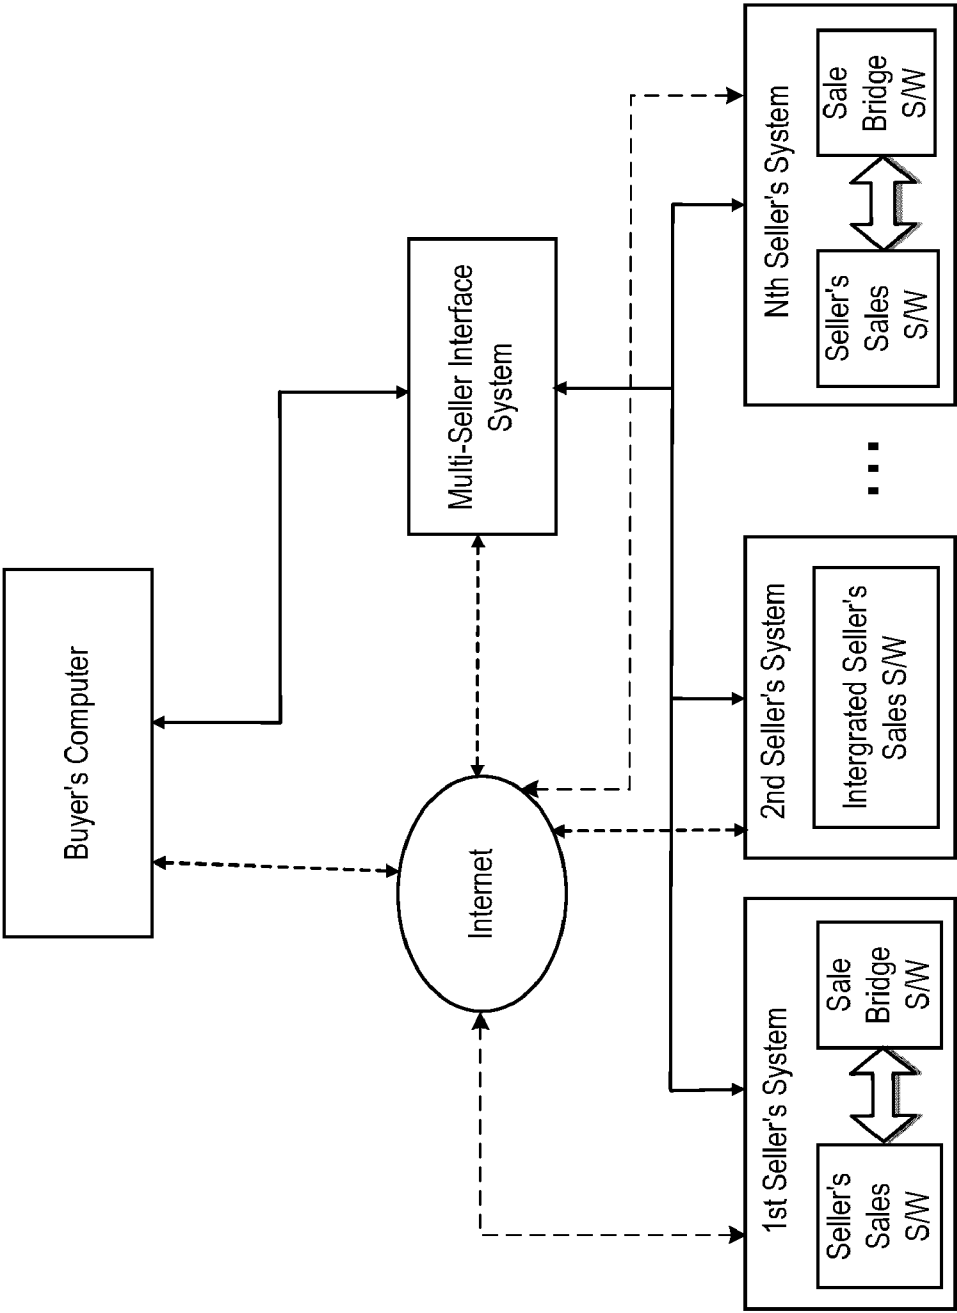 Buyer's Computer
Multi-Seller Interface
System
Internet
1st Seller's System
Seller's
Sales
S/W
Sale
Bridge
S/W
2nd Seller's System
Intergrated Seller's
Sales S/W
...
Nth Seller's System
Seller's
Sales
S/W
Sale
Bridge
S/W